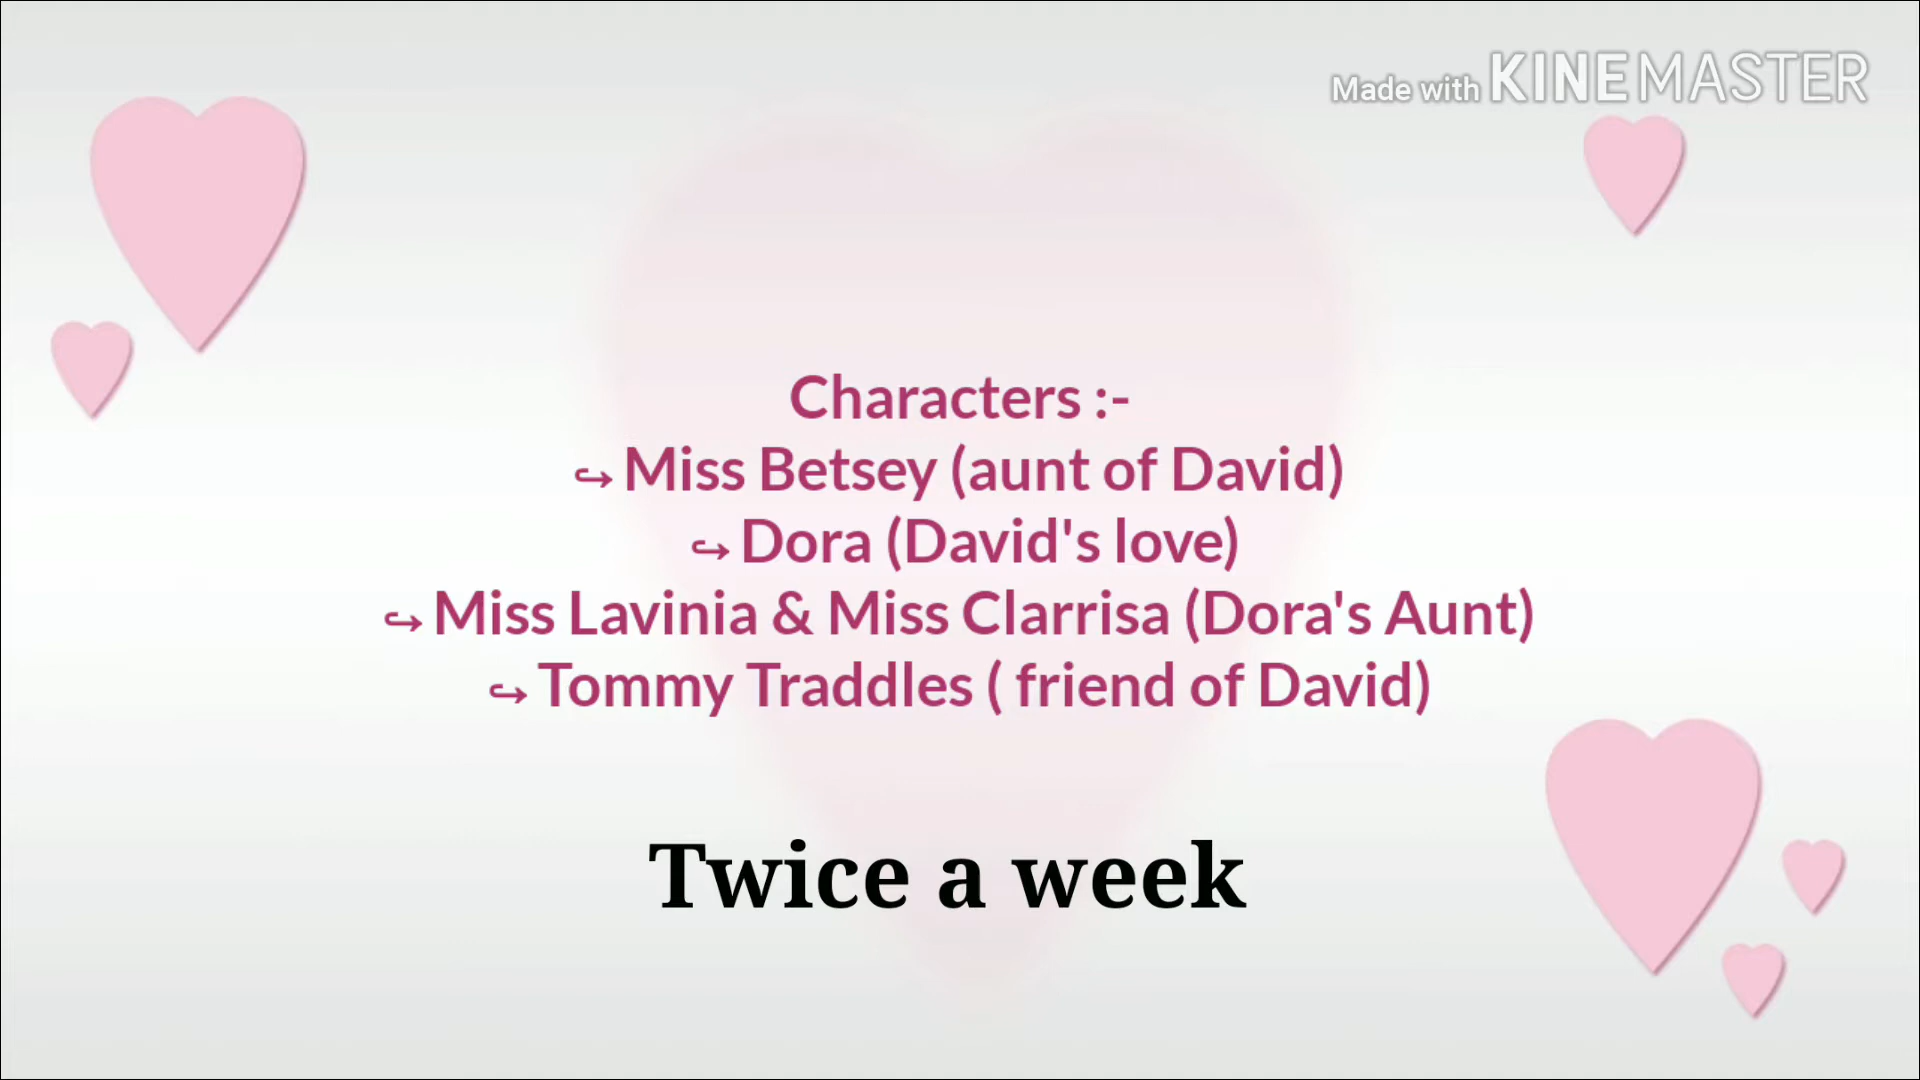 Made with KINEMASTER
Characters :-
↪Miss Betsey (aunt of David)
↪Dora (David's love)
↪Miss Lavinia & Miss Clarrisa (Dora's Aunt)
↪Tommy Traddles ( friend of David)
Twice a week